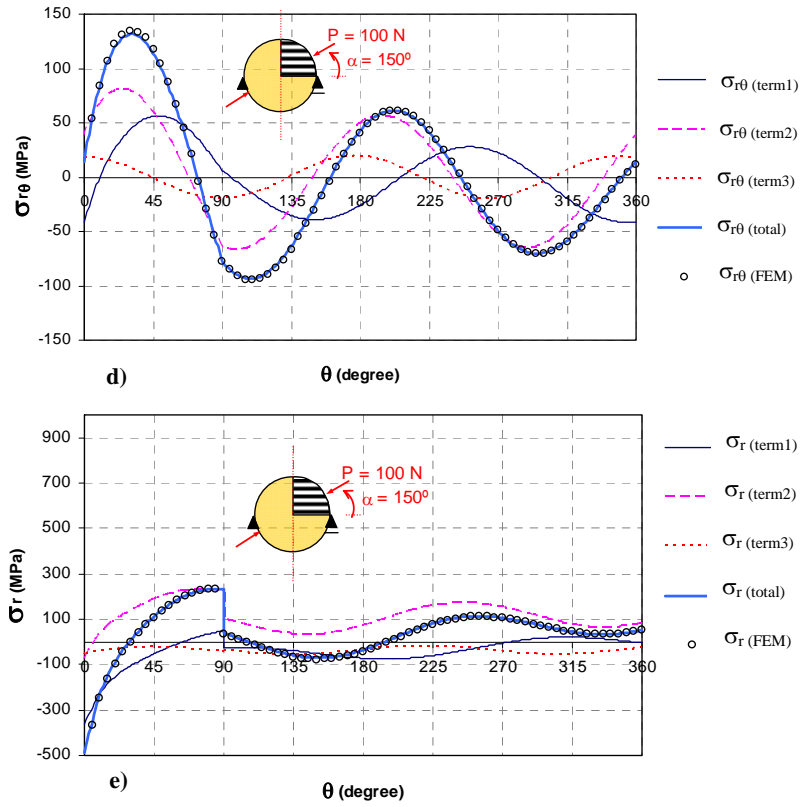 150
100
50
0
-50
-100
-150
σrθ (MPa)
P = 100 N
α = 150º
0 45 90 135 180 225 270 315 360
θ (degree)
d)
σrθ (term1)
σrθ (term2)
σrθ (term3)
σrθ (total)
σrθ (FEM)
900
700
500
300
100
-100
-300
-500
σr (MPa)
P = 100 N
α = 150º
0 45 90 135 180 225 270 315 360
θ (degree)
e)
σr (term1)
σr (term2)
σr (term3)
σr (total)
σr (FEM)